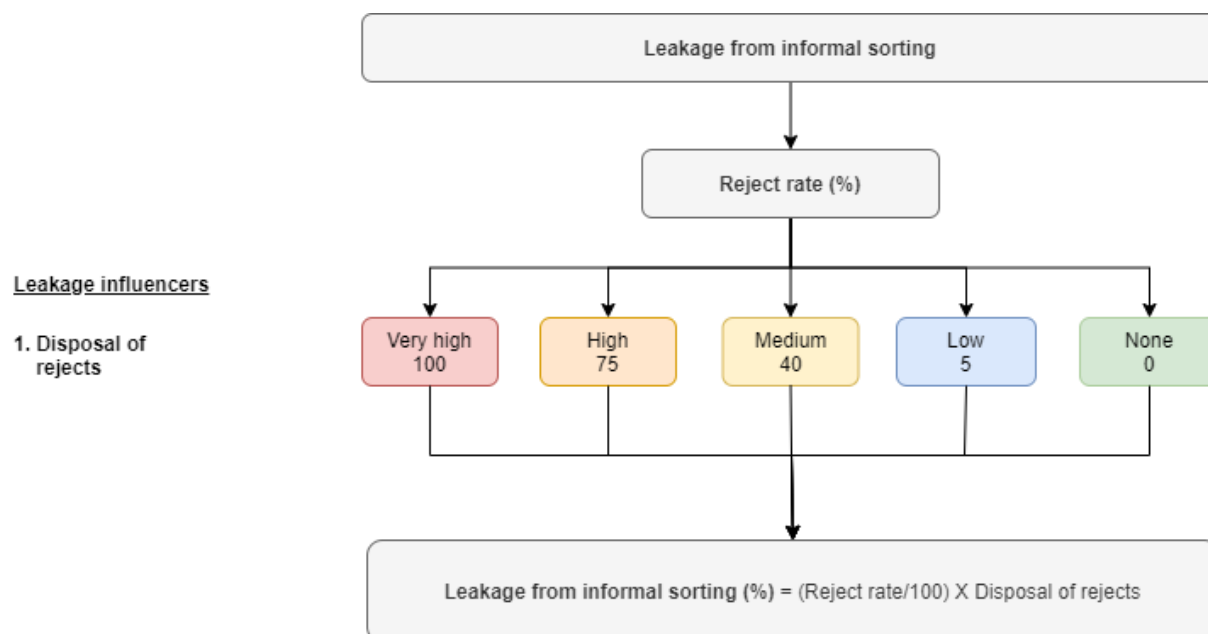 Leakage from informal sorting
Reject rate (%)
Leakage influencers
1. Disposal of
rejects
Very high
100
High
75
Medium
40
Low
5
None
0
Leakage from informal sorting (%) = (Reject rate/100) X Disposal of rejects